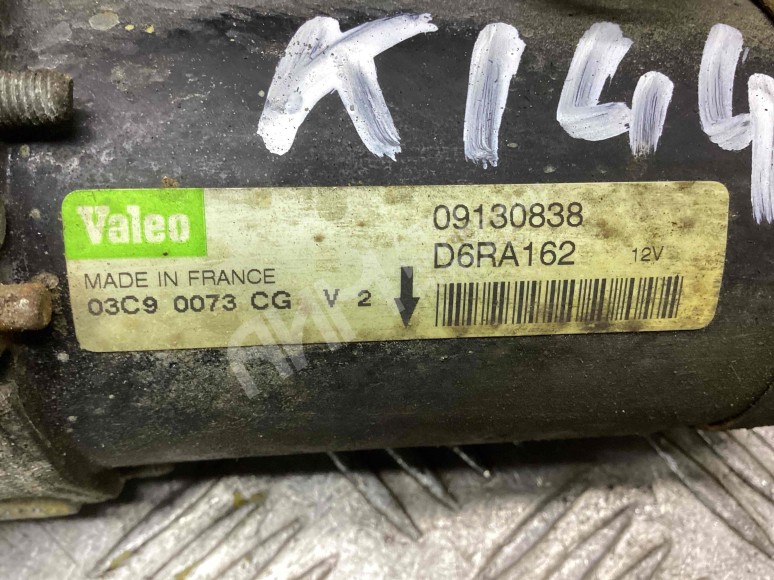 K144
Valeo
09130838
D6RA162 12V
MADE IN FRANCE
03C9 0073 CG V 2